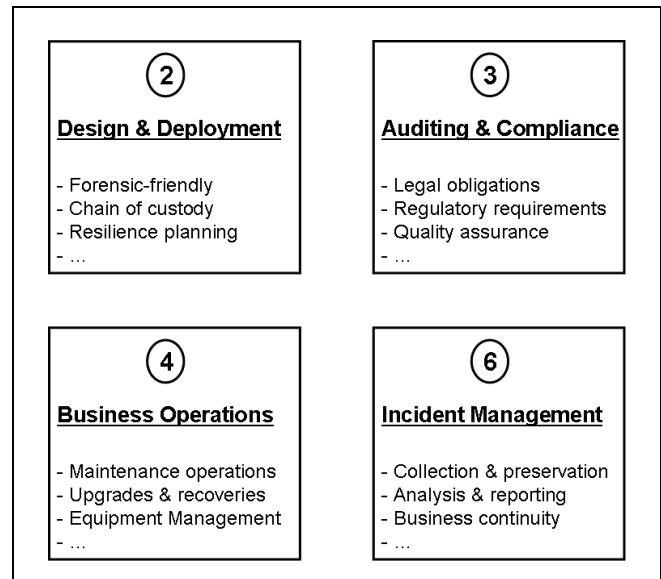 2
Design & Deployment
- Forensic-friendly
- Chain of custody
- Resilience planning
- ...
3
Auditing & Compliance
- Legal obligations
- Regulatory requirements
- Quality assurance
- ...
4
Business Operations
- Maintenance operations
- Upgrades & recoveries
- Equipment Management
- ...
6
Incident Management
- Collection & preservation
- Analysis & reporting
- Business continuity
- ...